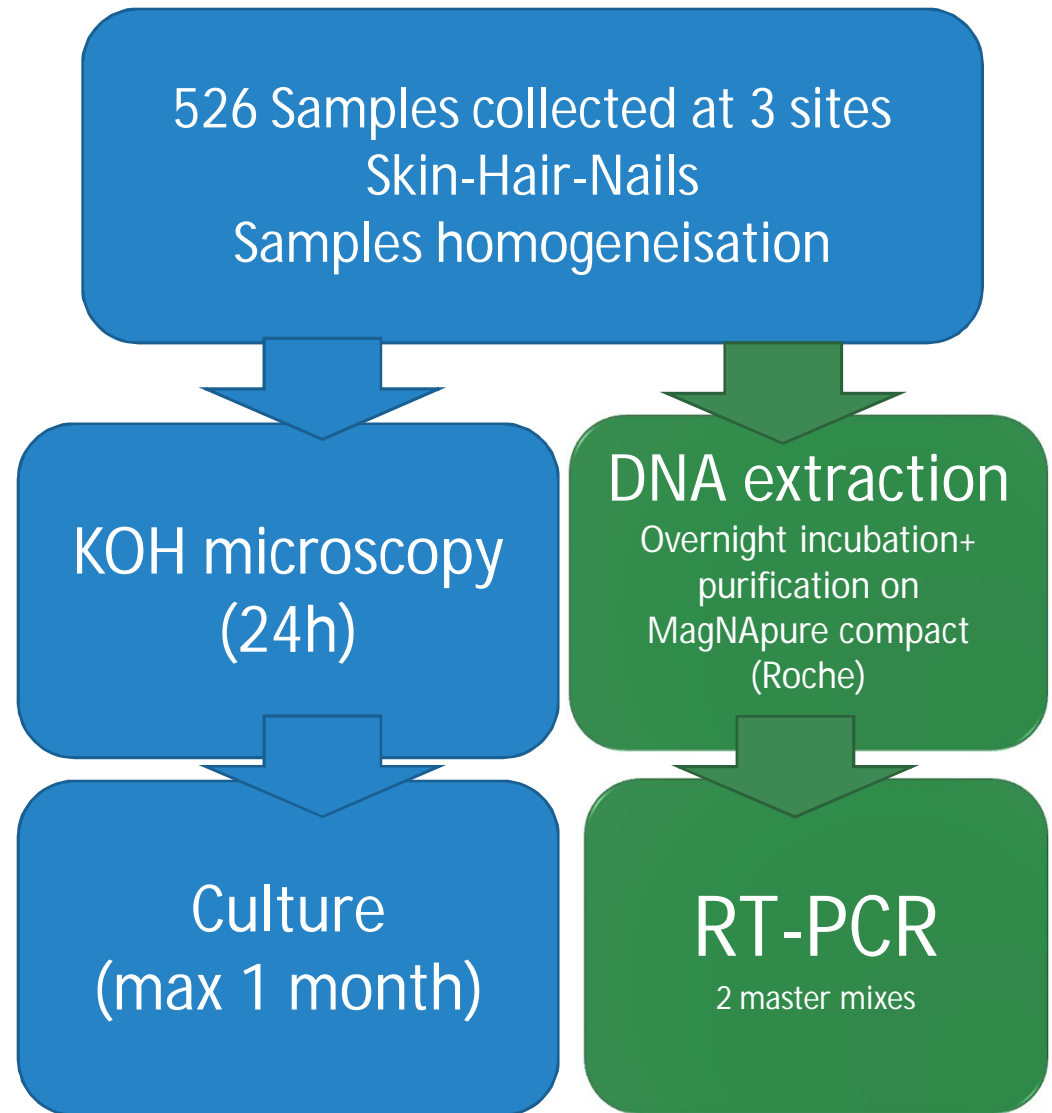 526 Samples collected at 3 sites
Skin-Hair-Nails
Samples homogeneisation
KOH microscopy
(24h)
DNA extraction
Overnight incubation+
purification on
MagNApure compact
(Roche)
Culture
(max 1 month)
RT-PCR
2 master mixes